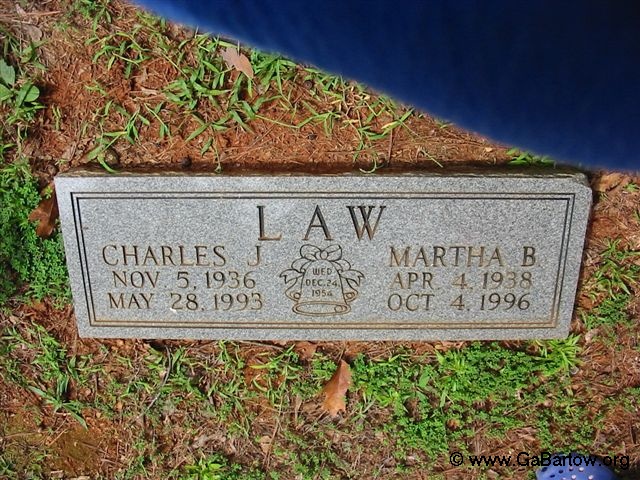 LAW
CHARLES J
NOV 5, 1936
MAY 28, 1993
WED
DEC. 24,
1954
MARTHA B
APR 4, 1938
OCT 4, 1996
© www.GaBartow.org